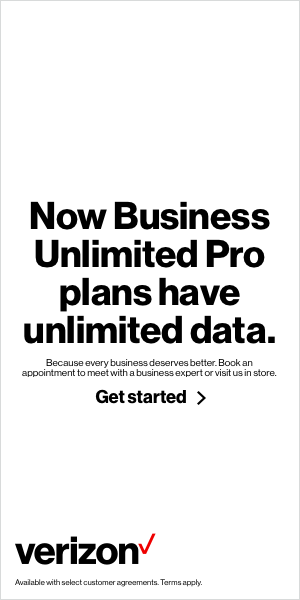 Now Business
Unlimited Pro
plans have
unlimited data.
Because every business deserves better. Book an
appointment to meet with a business expert or visit us in store.
Get started
verizon
Available with select customer agreements. Terms apply.